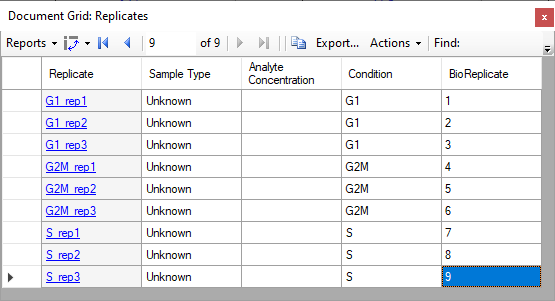 Document Grid: Replicates
x
Reports 9 of 9 Export... Actions Find:
Replicate Sample Type Analyte Concentration Condition BioReplicate
G1_rep1 Unknown G1 1
G1_rep2 Unknown G1 2
G1_rep3 Unknown G1 3
G2M_rep1 Unknown G2M 4
G2M_rep2 Unknown G2M 5
G2M_rep3 Unknown G2M 6
S_rep1 Unknown S 7
S_rep2 Unknown S 8
S_rep3 Unknown S 9